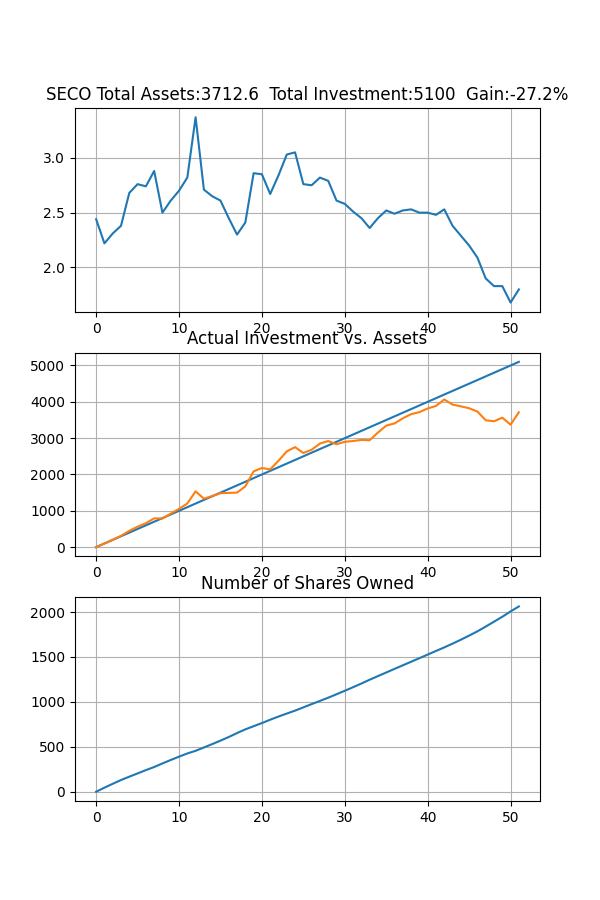 SECO Total Assets:3712.6  Total Investment:5100  Gain:-27.2%
3.0
2.5
2.0
0 10 20 30 40 50
Actual Investment vs. Assets
5000
4000
3000
2000
1000
0
0 10 20 30 40 50
Number of Shares Owned
2000
1500
1000
500
0
0 10 20 30 40 50